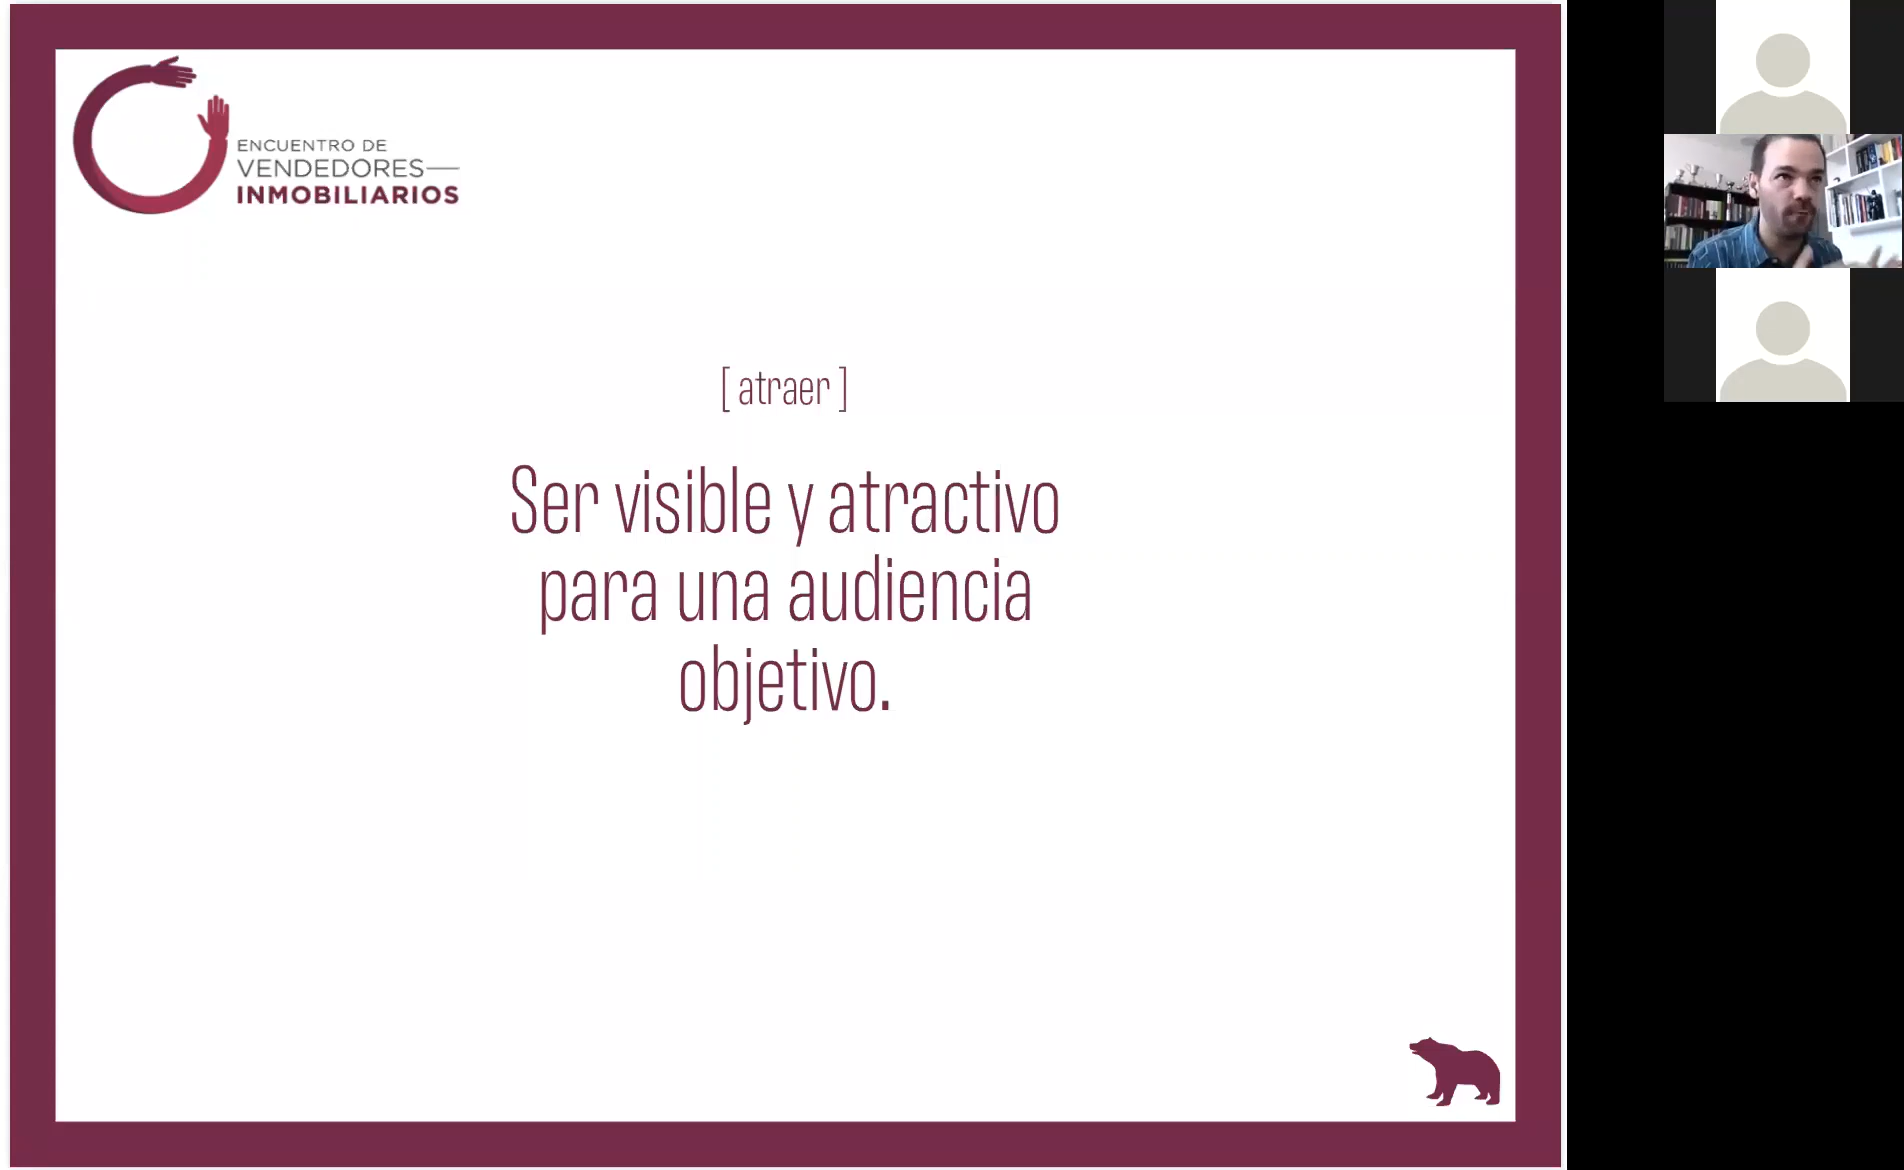 ENCUENTRO DE
VENDEDORES
INMOBILIARIOS
[ atraer ]
Ser visible y atractivo
para una audiencia
objetivo.